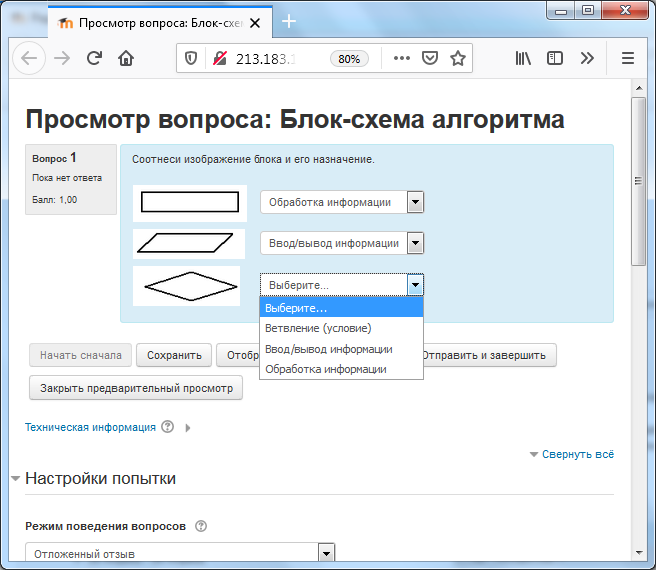 Просмотр вопроса: Блок-схе
213.183.1
80%
Просмотр вопроса: Блок-схема алгоритма
Вопрос 1
Пока нет ответа
Балл: 1,00
Соотнеси изображение блока и его назначение.
Обработка информации
Ввод/вывод информации
Выберите...
Выберите...
Ветвление (условие)
Ввод/вывод информации
Обработка информации
Начать сначала
Сохранить
Отобр
Отправить и завершить
Закрыть предварительный просмотр
Техническая информация
Свернуть всё
Настройки попытки
Режим поведения вопросов
Отложенный отзыв